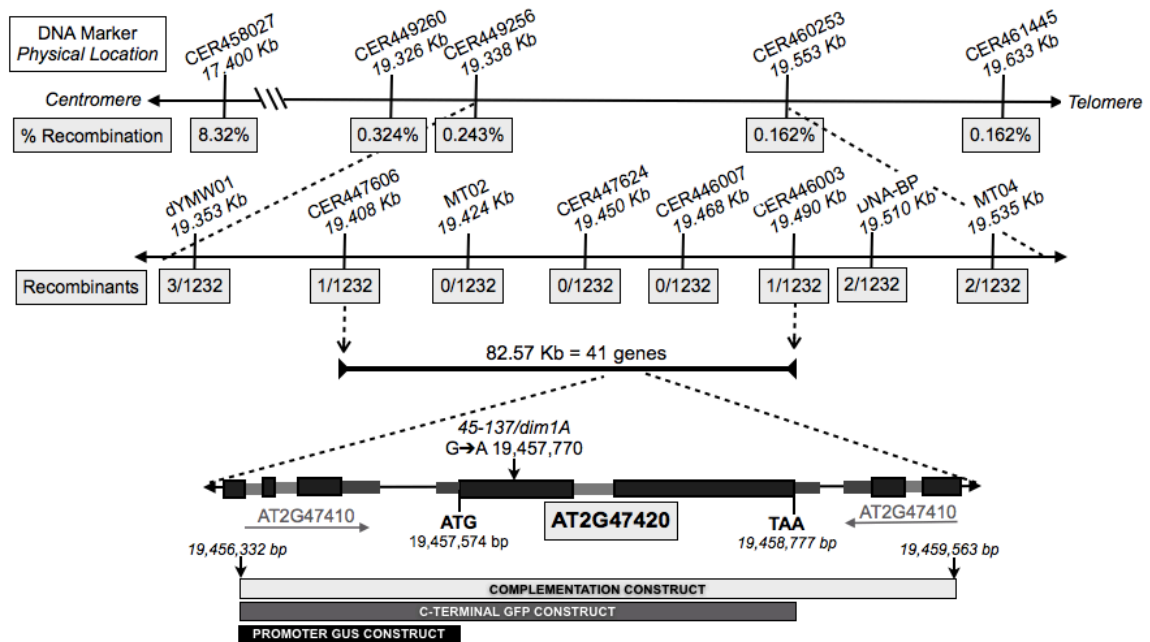 DNA Marker
Physical Location
CER458027
17.400 Kb
CER449260
19.326 Kb
CER449256
19.338 Kb
CER460253
19.553 Kb
CER461445
19.633 Kb
Centromere
Telomere
% Recombination
8.32%
0.324%
0.243%
0.162%
0.162%
dYMW01
19.353 Kb
CER447606
19.408 Kb
MT02
19.424 Kb
CER447624
19.450 Kb
CER446007
19.468 Kb
CER446003
19.490 Kb
DNA-BP
19.510 Kb
MT04
19.535 Kb
Recombinants
3/1232
1/1232
0/1232
0/1232
0/1232
1/1232
2/1232
2/1232
82.57 Kb = 41 genes
45-137/dim1A
G→A 19,457,770
AT2G47410
ATG
19,457,574 bp
AT2G47420
TAA
19,458,777 bp
AT2G47410
19,456,332 bp
19,459,563 bp
COMPLEMENTATION CONSTRUCT
C-TERMINAL GFP CONSTRUCT
PROMOTER GUS CONSTRUCT